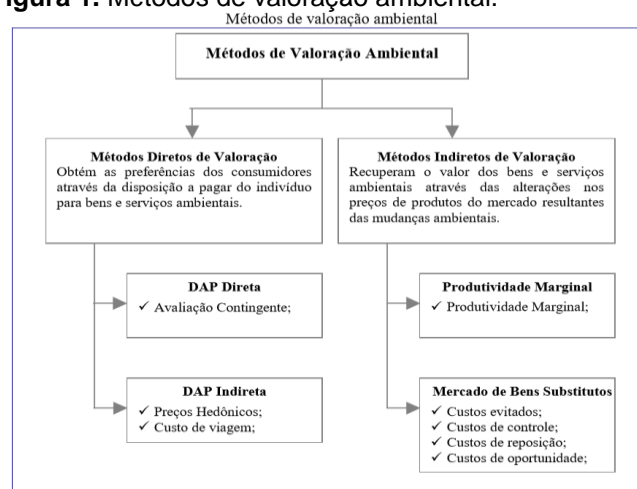 igura 1. Métodos de valoração ambiental.
Métodos de valoração ambiental
Métodos de Valoração Ambiental
Métodos Diretos de Valoração
Obtém as preferências dos consumidores
através da disposição a pagar do indivíduo
para bens e serviços ambientais.
Métodos Indiretos de Valoração
Recuperam o valor dos bens e serviços
ambientais através das alterações nos
preços de produtos do mercado resultantes
das mudanças ambientais.
DAP Direta
✓ Avaliação Contingente;
Produtividade Marginal
✓ Produtividade Marginal;
DAP Indireta
✓ Preços Hedônicos;
✓ Custo de viagem;
Mercado de Bens Substitutos
✓ Custos evitados;
✓ Custos de controle;
✓ Custos de reposição;
✓ Custos de oportunidade;